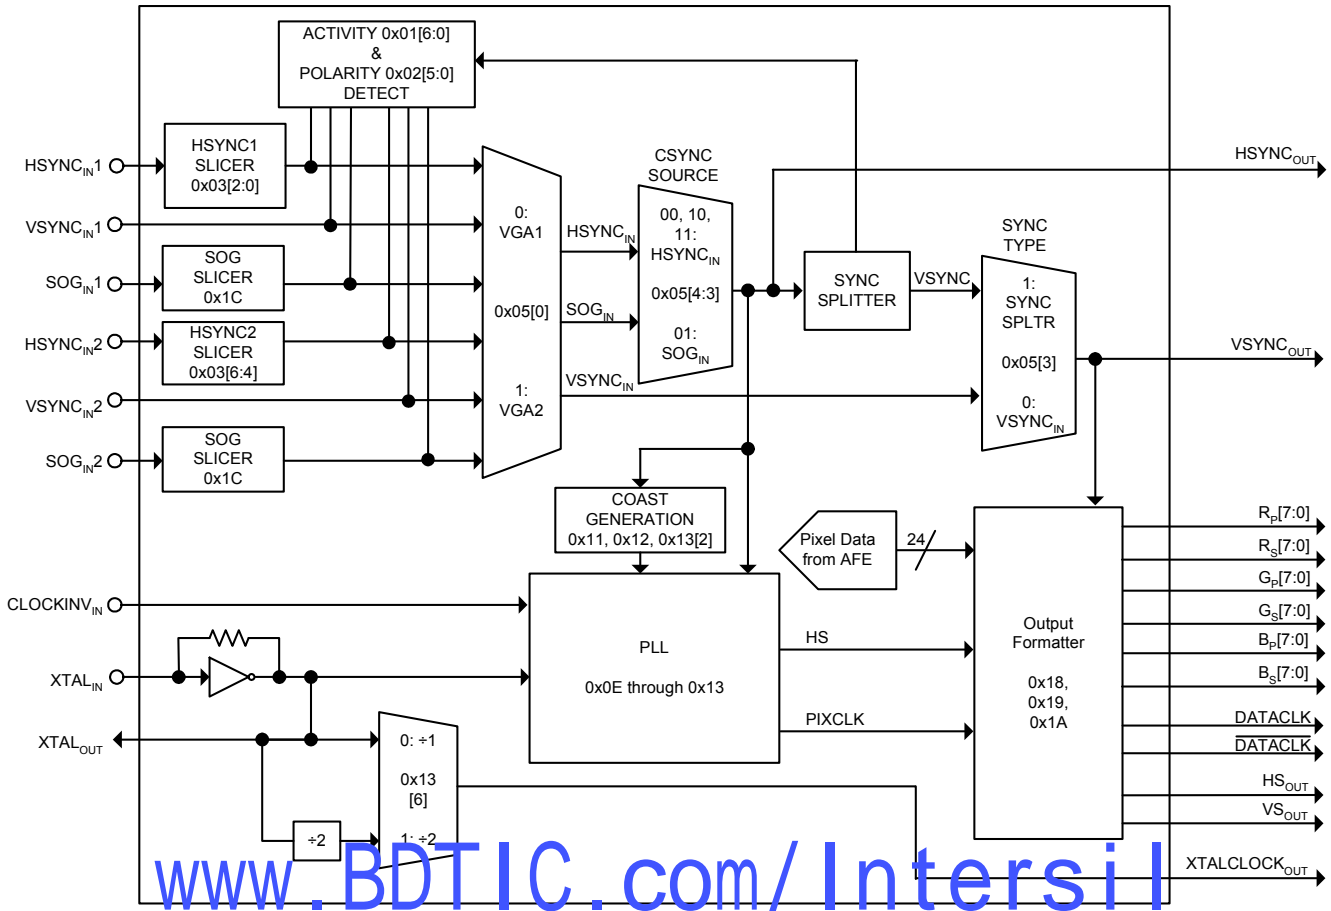 ACTIVITY 0x01[6:0]
&
POLARITY 0x02[5:0]
DETECT
HSYNCIN1
HSYNC1
SLICER
0x03[2:0]
VSYNCIN1
SOGIN1
SOG
SLICER
0x1C
HSYNCIN2
HSYNC2
SLICER
0x03[6:4]
VSYNCIN2
SOGIN2
SOG
SLICER
0x1C
0:
VGA1
0x05[0]
1:
VGA2
HSYNCIN
SOGIN
VSYNCIN
CSYNC
SOURCE
00, 10,
11:
HSYNCIN
0x05[4:3]
01:
SOGIN
SYNC
SPLITTER
VSYNC
SYNC
TYPE
1:
SYNC
SPLTR
0x05[3]
0:
VSYNCIN
HSYNCOUT
VSYNCOUT
COAST
GENERATION
0x11, 0x12, 0x13[2]
Pixel Data
from AFE
24
CLOCKINVIN
XTALIN
XTALOUT
PLL
0x0E through 0x13
HS
PIXCLK
Output
Formatter
0x18,
0x19,
0x1A
RP[7:0]
RS[7:0]
GP[7:0]
GS[7:0]
BP[7:0]
BS[7:0]
DATACLK
DATACLK
HSOUT
VSOUT
XTALCLOCKOUT
0: ÷1
0x13
[6]
1: ÷2
÷2
www.BDTIC.com/Intersil